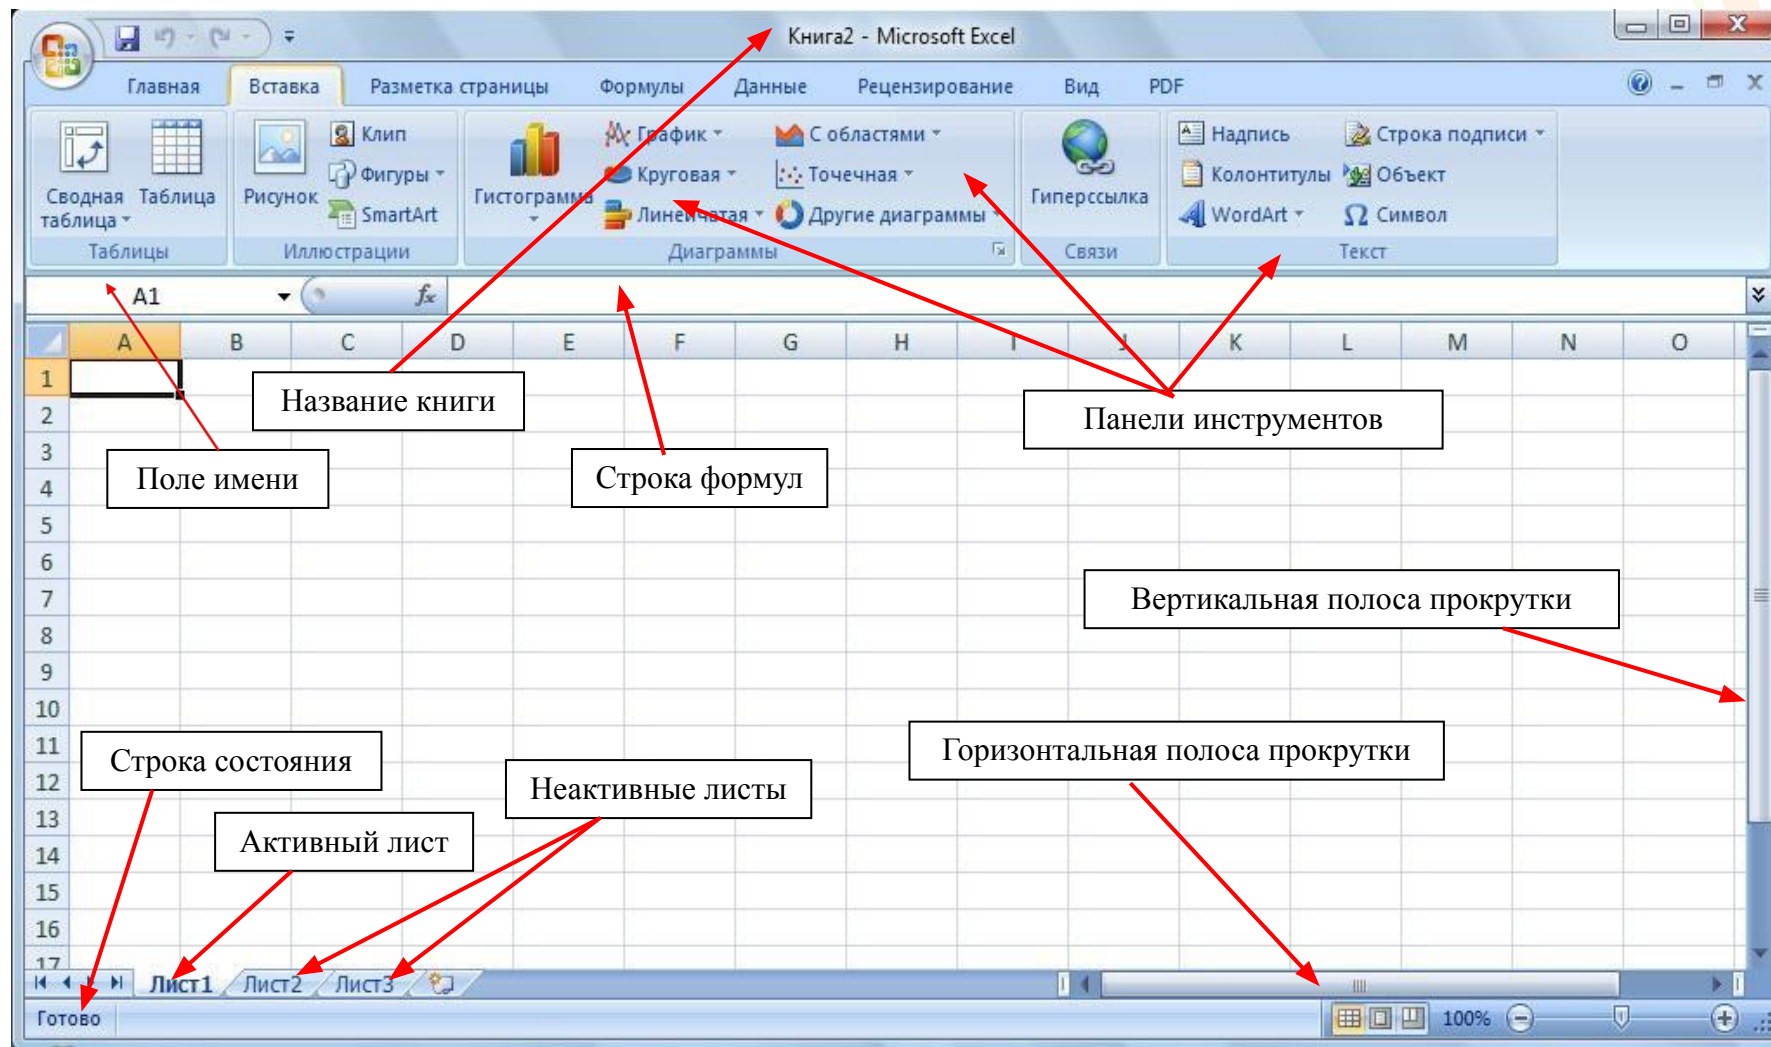 Книга2 - Microsoft Excel
Главная Вставка Разметка страницы Формулы Данные Рецензирование Вид PDF
Клип График С областями Надпись Строка подписи
Фигуры Круговая Точечная Колонтитулы Объект
Сводная таблица Таблица Рисунок SmartArt Гистограмма Линейчатая Другие диаграммы Гиперссылка WordArt Символ
Таблицы Иллюстрации Диаграммы Связи Текст
A1 fx
A B C D E F G H I J K L M N O
1
Название книги
Панели инструментов
2
3
Поле имени
Строка формул
4
5
6
7
Вертикальная полоса прокрутки
8
9
10
11
Строка состояния
Горизонтальная полоса прокрутки
12
Неактивные листы
13
Активный лист
14
15
16
17
Лист1 Лист2 Лист3
Готово 100%